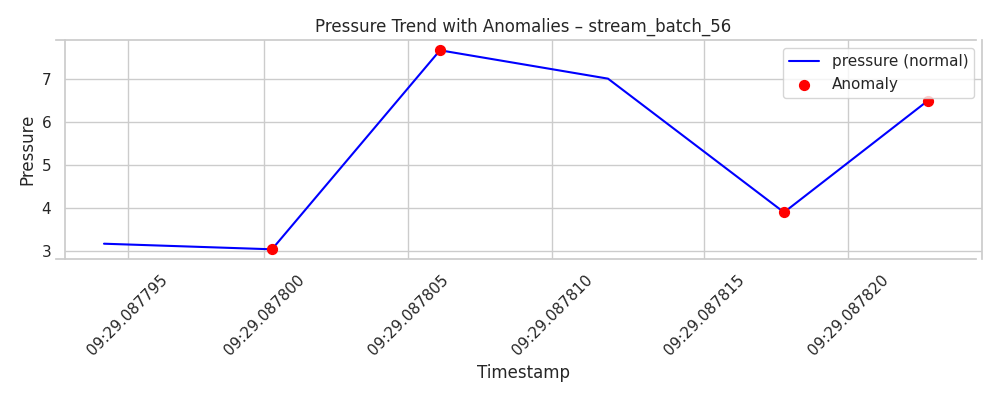 Pressure Trend with Anomalies – stream_batch_56
pressure (normal)
Anomaly
Pressure
7
6
5
4
3
09:29.087795
09:29.087800
09:29.087805
09:29.087810
09:29.087815
09:29.087820
Timestamp